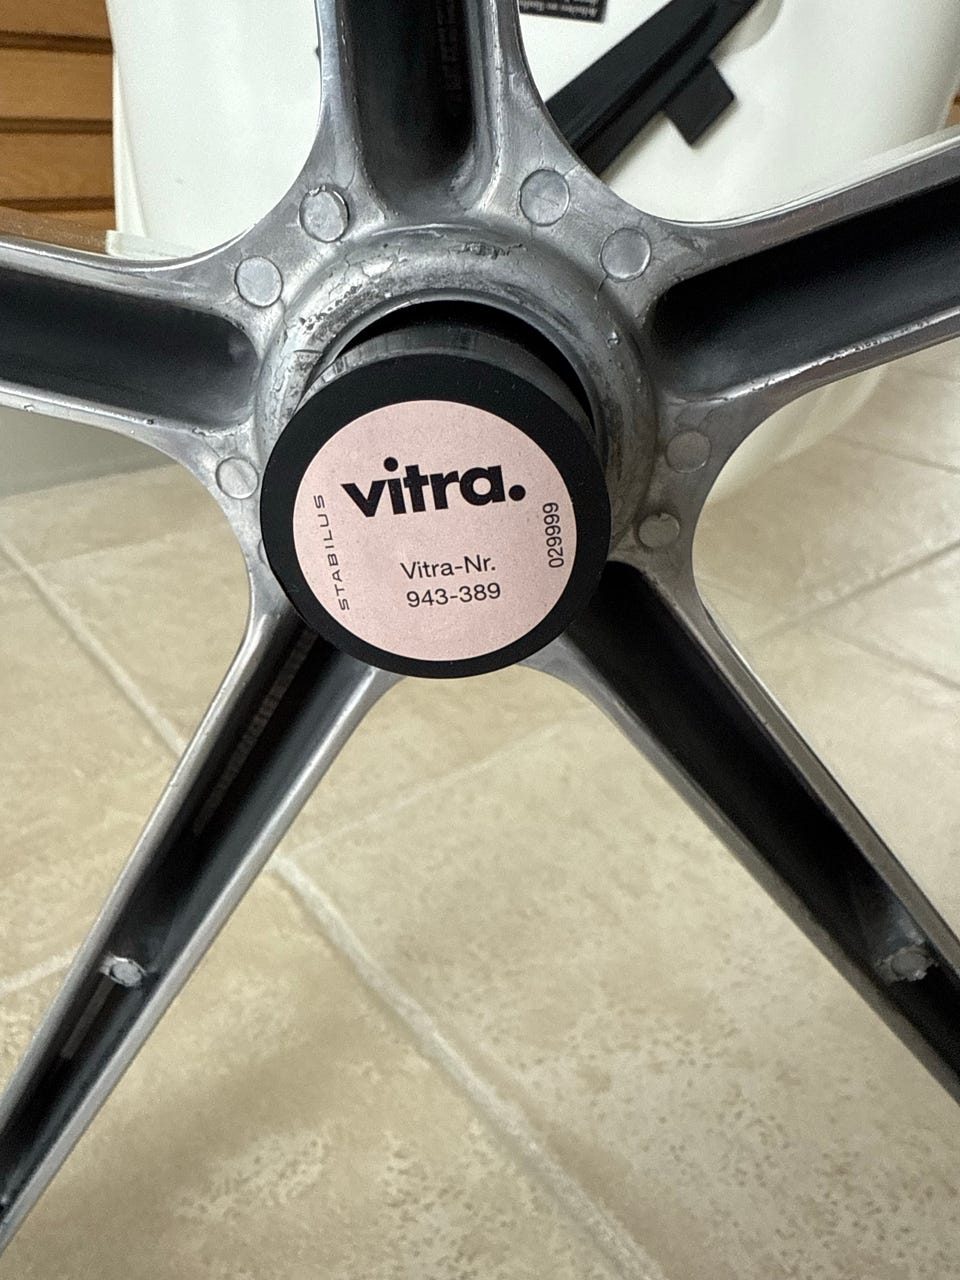 vitra.
STABILUS
029999
Vitra-Nr.
943-389